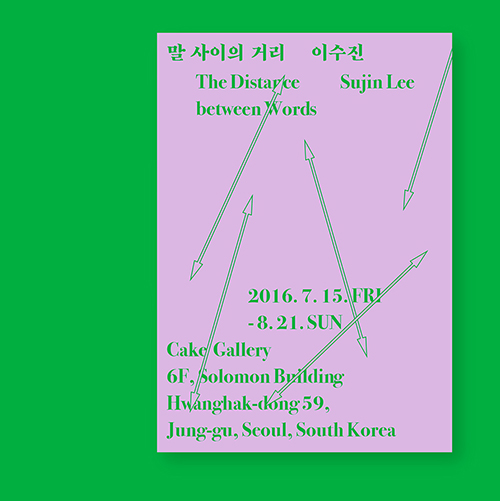 말 사이의 거리 이수진
The Distance Sujin Lee
between Words
2016. 7. 15. FRI
- 8. 21. SUN
Cake Gallery
6F, Solomon Building
Hwanghak-dong 59,
Jung-gu, Seoul, South Korea